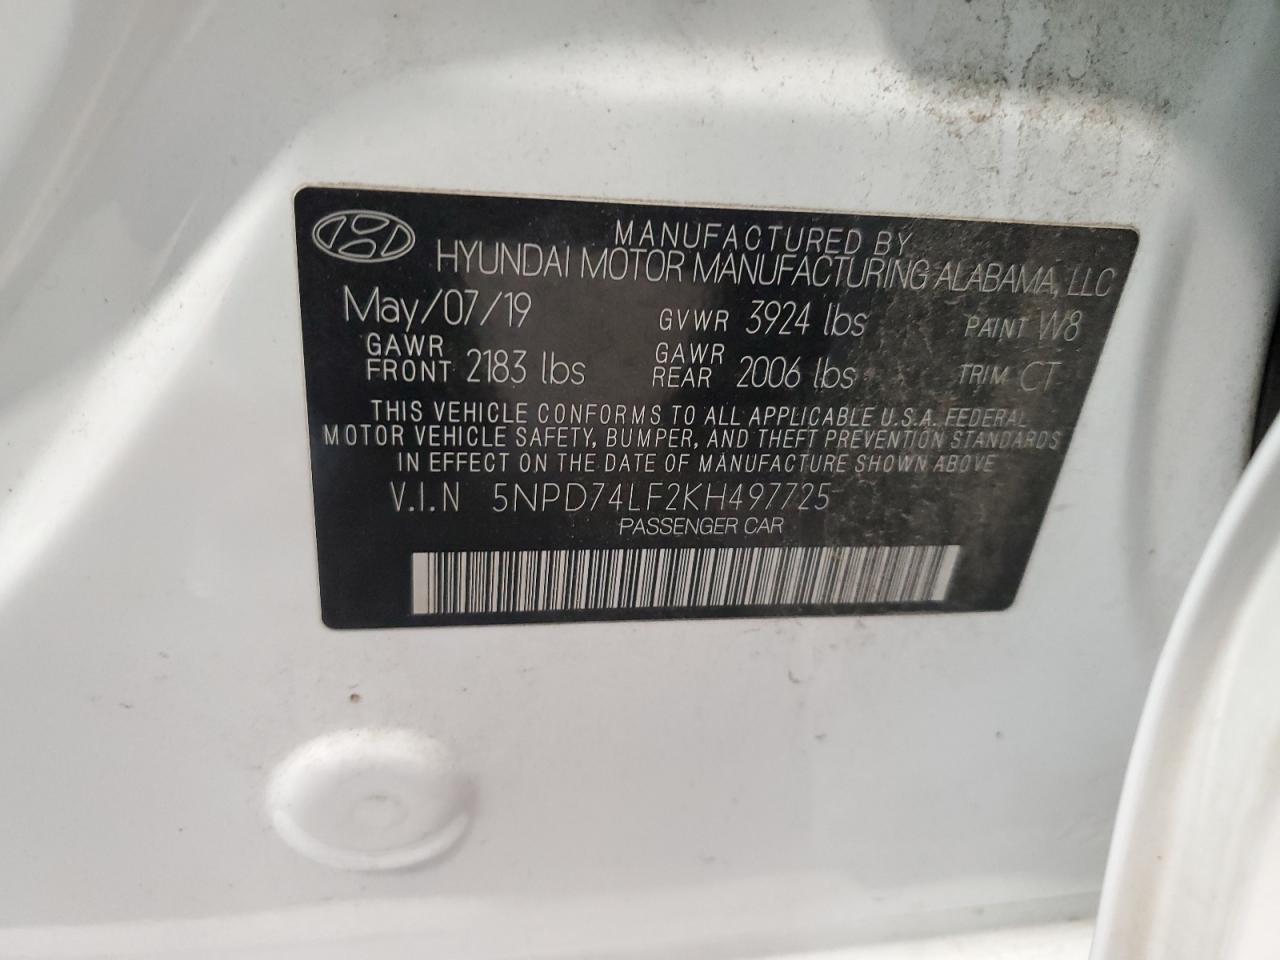 MANUFACTURED BY
HYUNDAI MOTOR MANUFACTURING ALABAMA, LLC
May/07/19 GVWR 3924 lbs PAINT W8
GAWR FRONT 2183 lbs GAWR REAR 2006 lbs TRIM CT
THIS VEHICLE CONFORMS TO ALL APPLICABLE U.S.A. FEDERAL
MOTOR VEHICLE SAFETY, BUMPER, AND THEFT PREVENTION STANDARDS
IN EFFECT ON THE DATE OF MANUFACTURE SHOWN ABOVE
V.I.N 5NPD74LF2KH497725
PASSENGER CAR